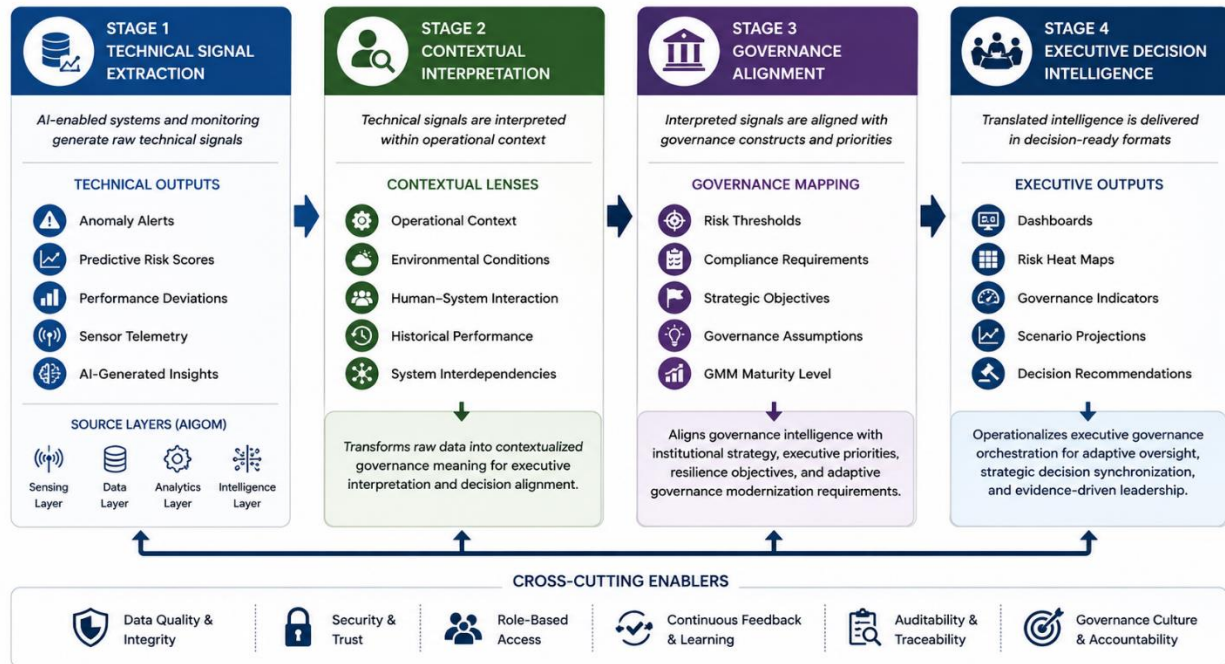 STAGE 1
TECHNICAL SIGNAL
EXTRACTION
AI-enabled systems and monitoring
generate raw technical signals
TECHNICAL OUTPUTS
Anomaly Alerts
Predictive Risk Scores
Performance Deviations
Sensor Telemetry
AI-Generated Insights
SOURCE LAYERS (AIGOM)
Sensing
Layer
Data
Layer
Analytics
Layer
Intelligence
Layer
STAGE 2
CONTEXTUAL
INTERPRETATION
Technical signals are interpreted
within operational context
CONTEXTUAL LENSES
Operational Context
Environmental Conditions
Human–System Interaction
Historical Performance
System Interdependencies
Transforms raw data into contextualized
governance meaning for executive
interpretation and decision alignment.
STAGE 3
GOVERNANCE
ALIGNMENT
Interpreted signals are aligned with
governance constructs and priorities
GOVERNANCE MAPPING
Risk Thresholds
Compliance Requirements
Strategic Objectives
Governance Assumptions
GMM Maturity Level
Aligns governance intelligence with
institutional strategy, executive priorities,
resilience objectives, and adaptive
governance modernization requirements.
STAGE 4
EXECUTIVE DECISION
INTELLIGENCE
Translated intelligence is delivered
in decision-ready formats
EXECUTIVE OUTPUTS
Dashboards
Risk Heat Maps
Governance Indicators
Scenario Projections
Decision Recommendations
Operationalizes executive governance
orchestration for adaptive oversight,
strategic decision synchronization,
and evidence-driven leadership.
CROSS-CUTTING ENABLERS
Data Quality &
Integrity
Security &
Trust
Role-Based
Access
Continuous Feedback
& Learning
Auditability &
Traceability
Governance Culture
& Accountability